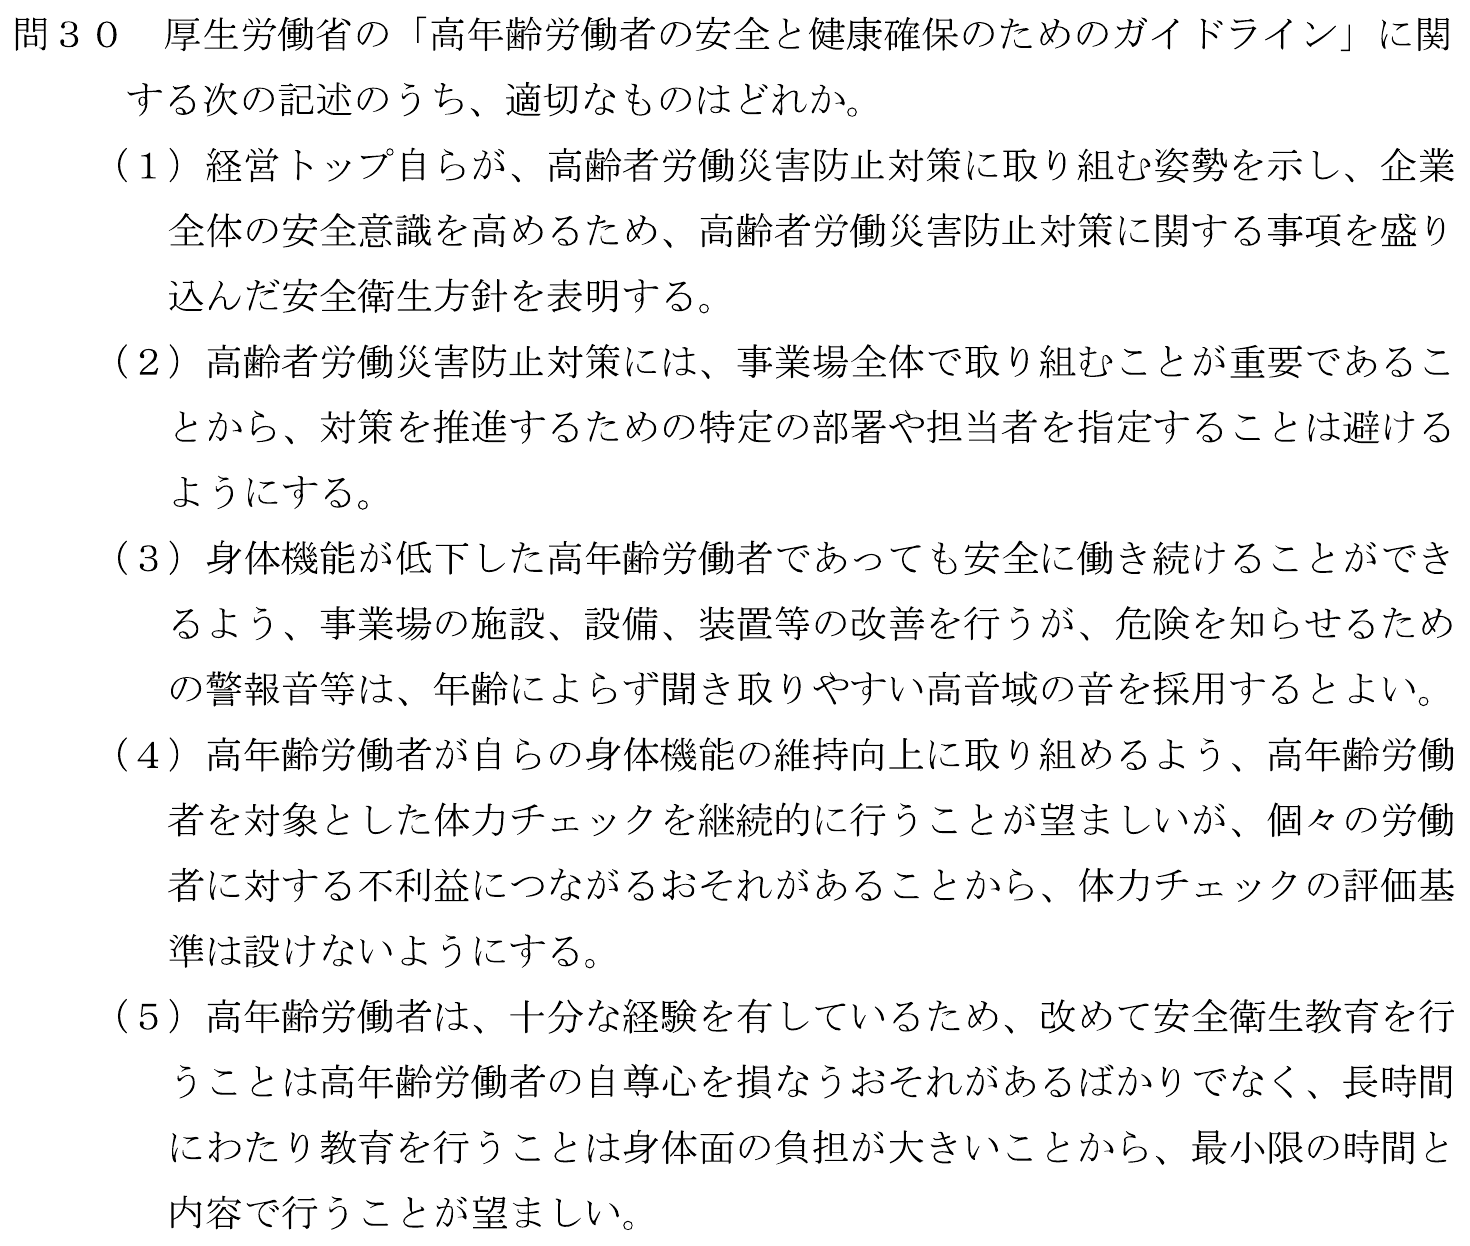 問３０　厚生労働省の「高年齢労働者の安全と健康確保のためのガイドライン」に関
する次の記述のうち、適切なものはどれか。
（１）経営トップ自らが、高齢者労働災害防止対策に取り組む姿勢を示し、企業
全体の安全意識を高めるため、高齢者労働災害防止対策に関する事項を盛り
込んだ安全衛生方針を表明する。
（２）高齢者労働災害防止対策には、事業場全体で取り組むことが重要であるこ
とから、対策を推進するための特定の部署や担当者を指定することは避ける
ようにする。
（３）身体機能が低下した高年齢労働者であっても安全に働き続けることができ
るよう、事業場の施設、設備、装置等の改善を行うが、危険を知らせるため
の警報音等は、年齢によらず聞き取りやすい高音域の音を採用するとよい。
（４）高年齢労働者が自らの身体機能の維持向上に取り組めるよう、高年齢労働
者を対象とした体力チェックを継続的に行うことが望ましいが、個々の労働
者に対する不利益につながるおそれがあることから、体力チェックの評価基
準は設けないようにする。
（５）高年齢労働者は、十分な経験を有しているため、改めて安全衛生教育を行
うことは高年齢労働者の自尊心を損なうおそれがあるばかりでなく、長時間
にわたり教育を行うことは身体面の負担が大きいことから、最小限の時間と
内容で行うことが望ましい。